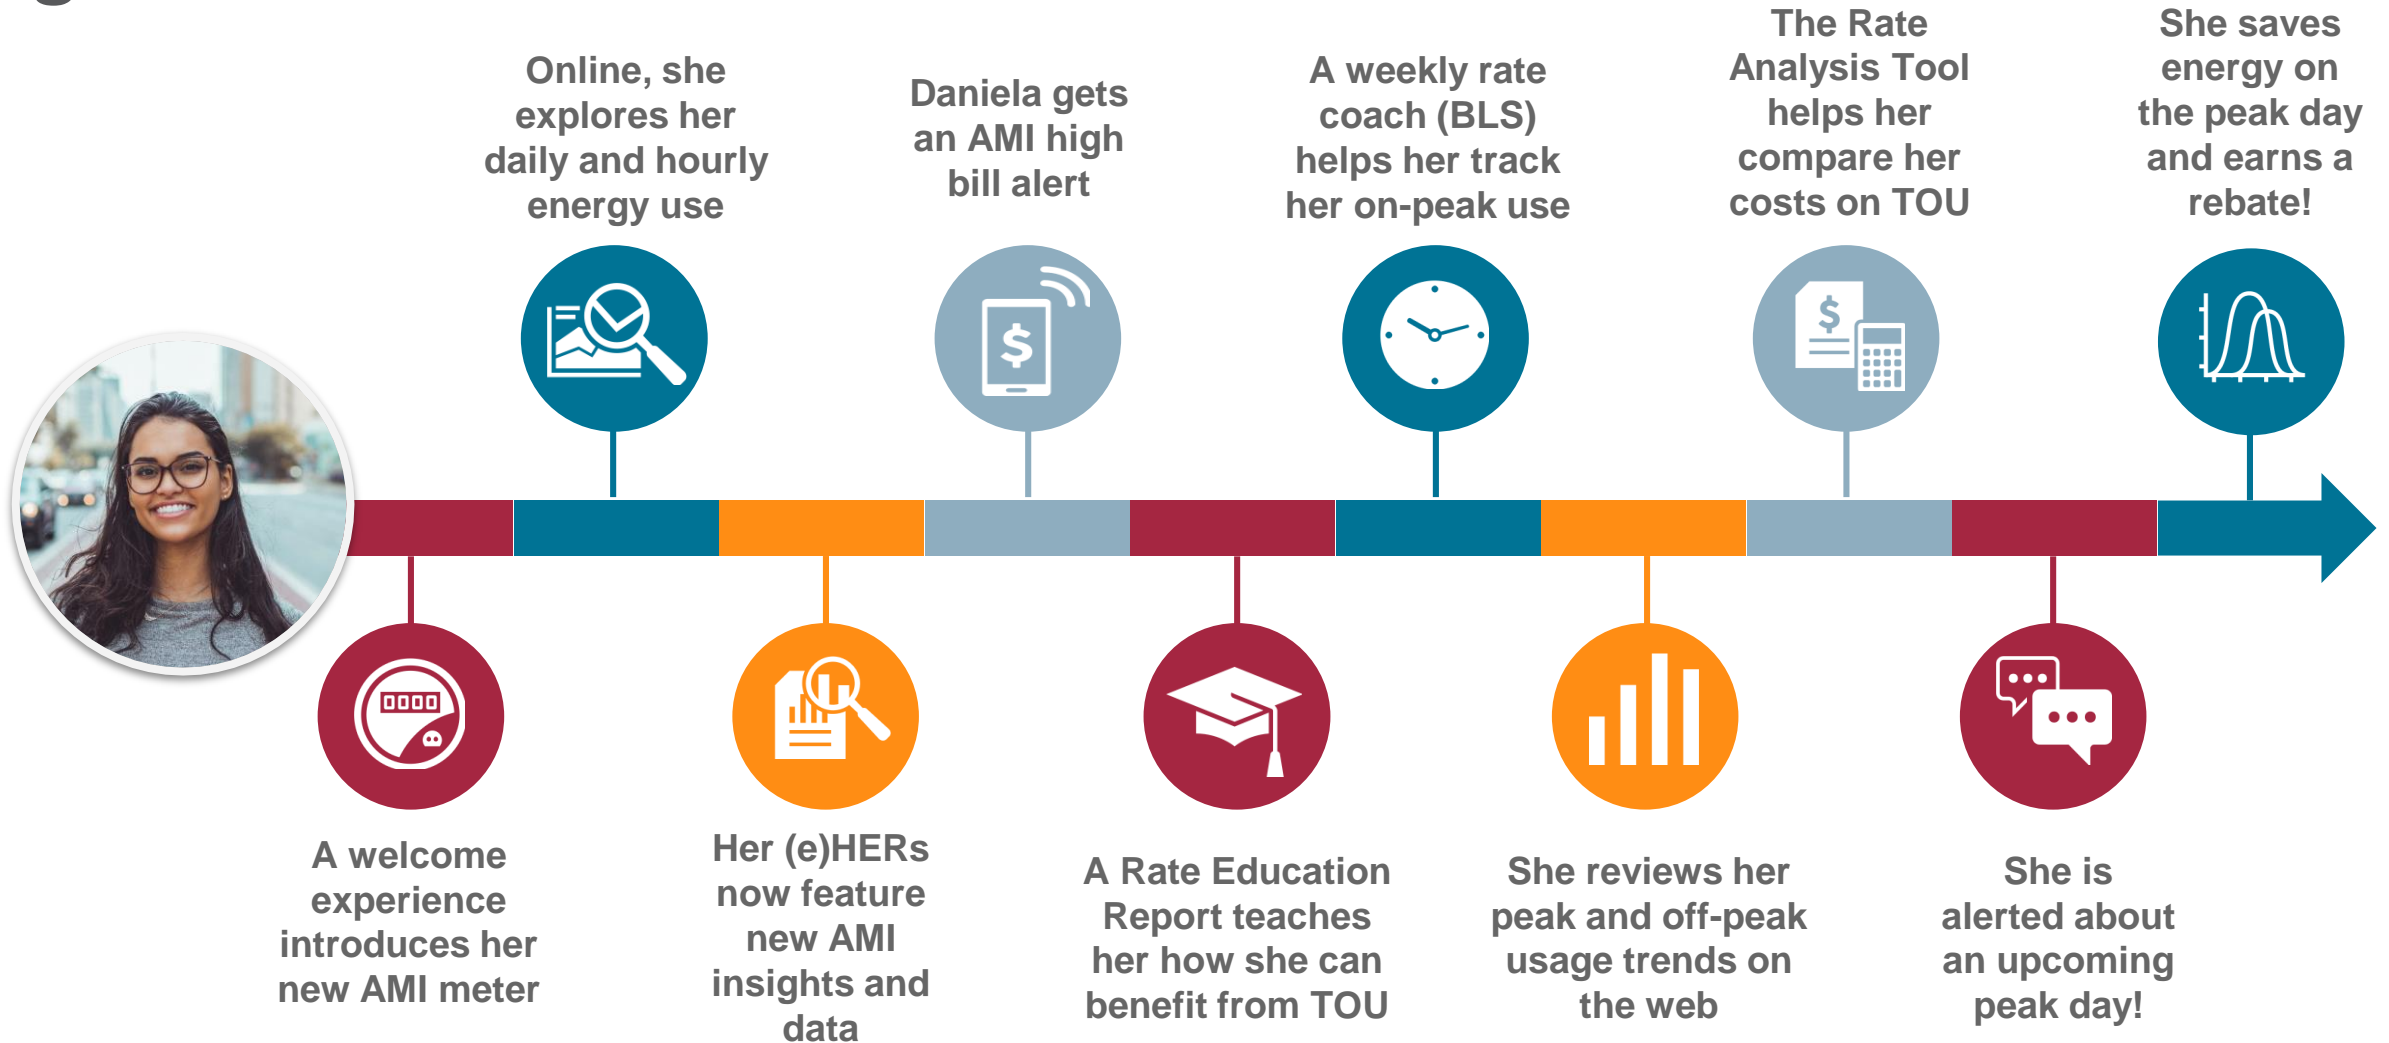 A welcome
experience
introduces her
new AMI meter
Online, she
explores her
daily and hourly
energy use
Her (e)HERs
now feature
new AMI
insights and
data
Daniela gets
an AMI high
bill alert
A Rate Education
Report teaches
her how she can
benefit from TOU
A weekly rate
coach (BLS)
helps her track
her on-peak use
She reviews her
peak and off-peak
usage trends on
the web
The Rate
Analysis Tool
helps her
compare her
costs on TOU
She is
alerted about
an upcoming
peak day!
She saves
energy on
the peak day
and earns a
rebate!
$
$
0000